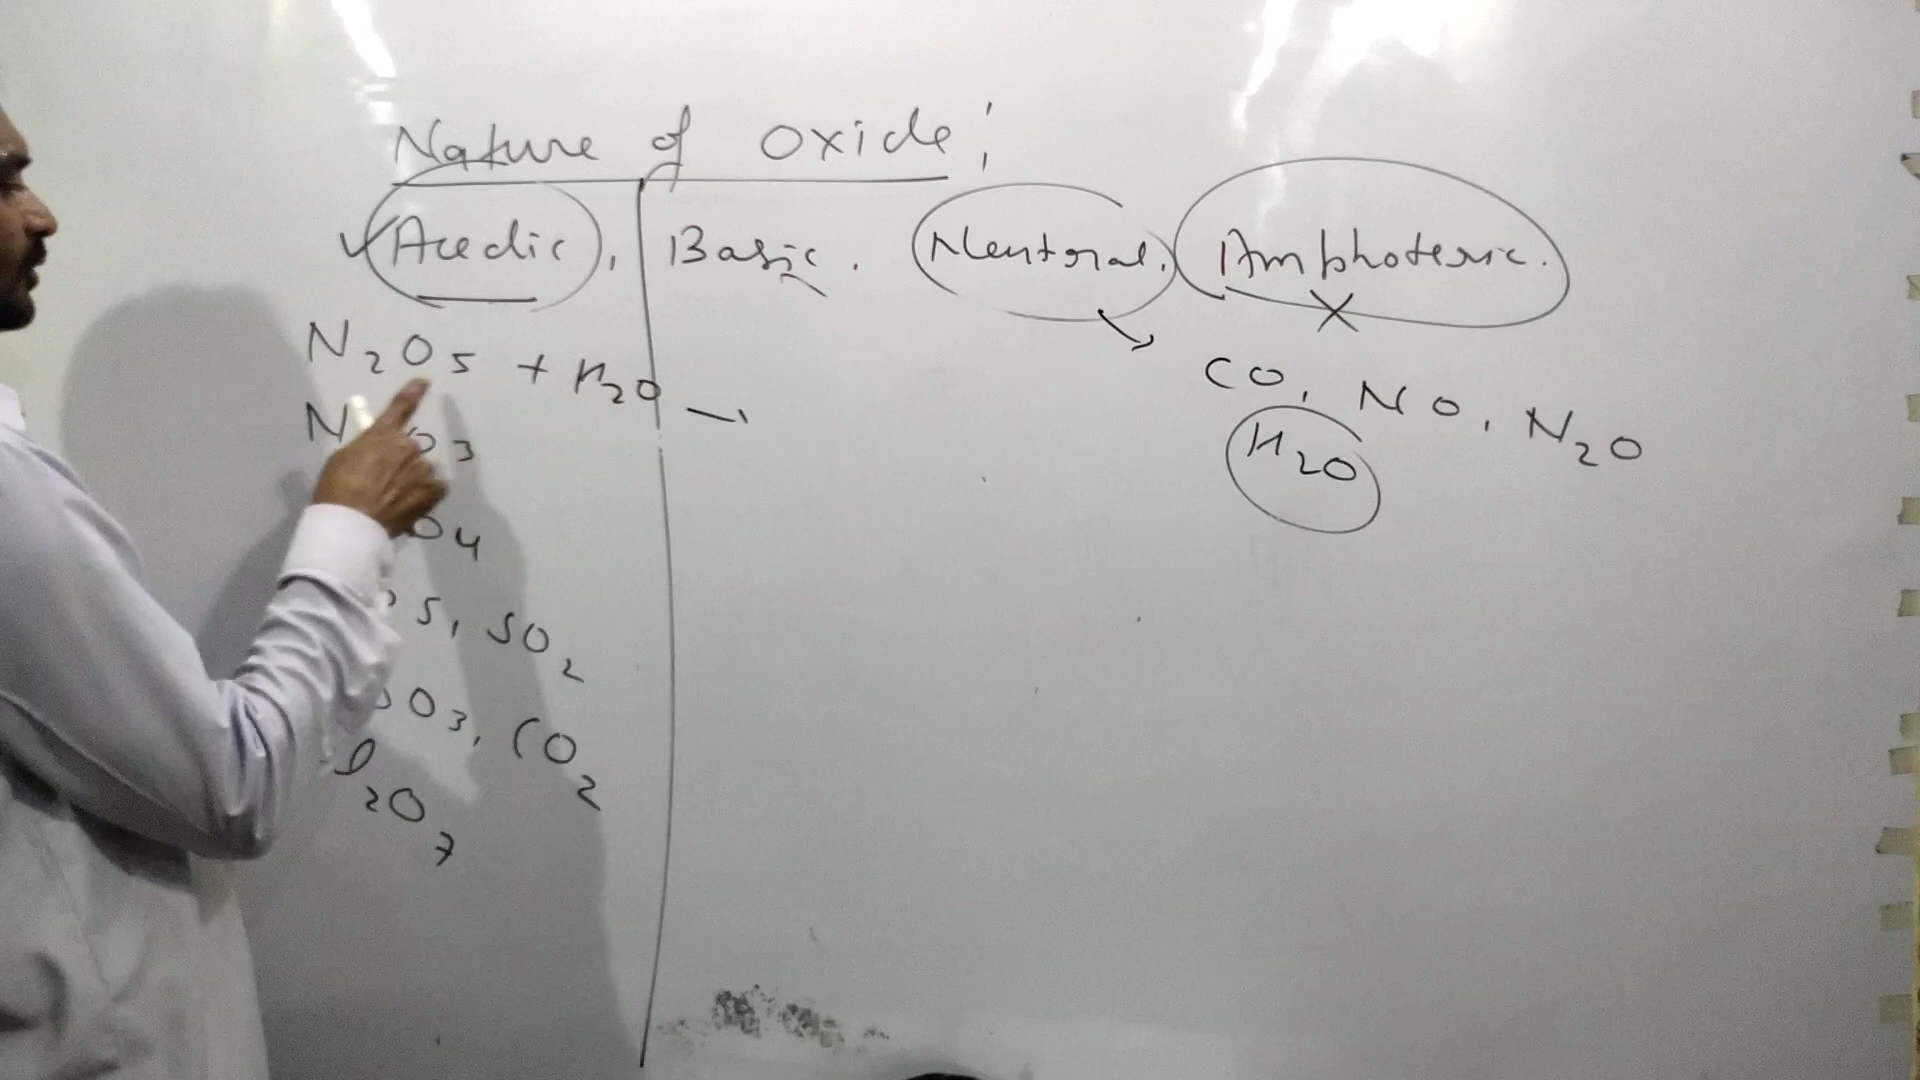 Nature of oxide :
✓ Acedic , Basic . Neutoral . Amphoteric .
N2O5 + H2O →
CO , NO , N2O
H2O
N O3
O4
5 , SO2
O3 , CO2
2O7